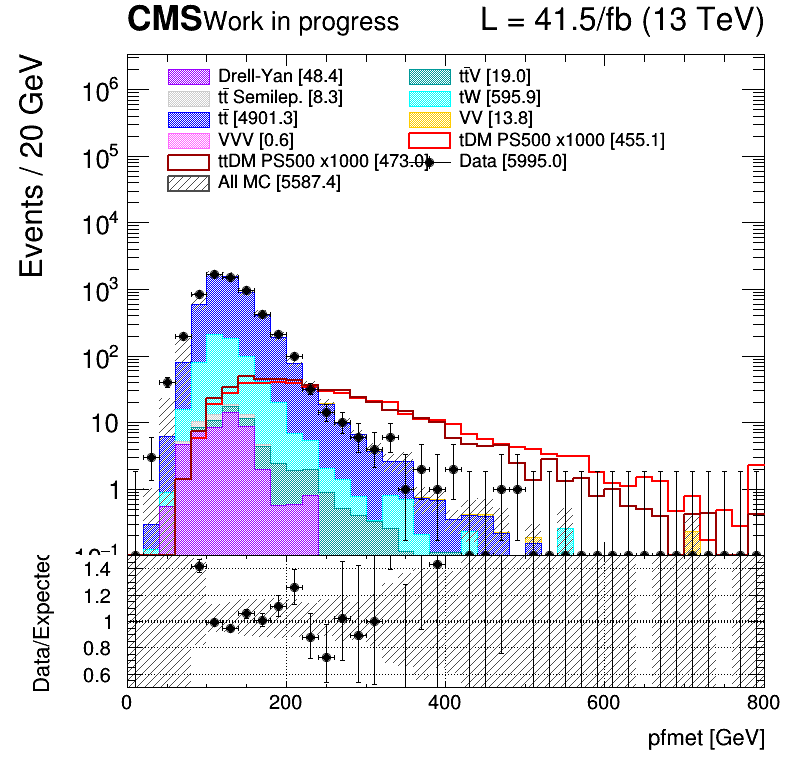 CMS Work in progress L = 41.5/fb (13 TeV)
Events / 20 GeV
Drell-Yan [48.4] tt̄V [19.0]
tt̄ Semilep. [8.3] tW [595.9]
tt̄ [4901.3] VV [13.8]
VVV [0.6] tDM PS500 x1000 [455.1]
ttDM PS500 x1000 [473.0] Data [5995.0]
All MC [5587.4]
10⁶
10⁵
10⁴
10³
10²
10
1
10⁻¹
Data/Expected
1.4
1.2
1
0.8
0.6
0 200 400 600 800
pfmet [GeV]